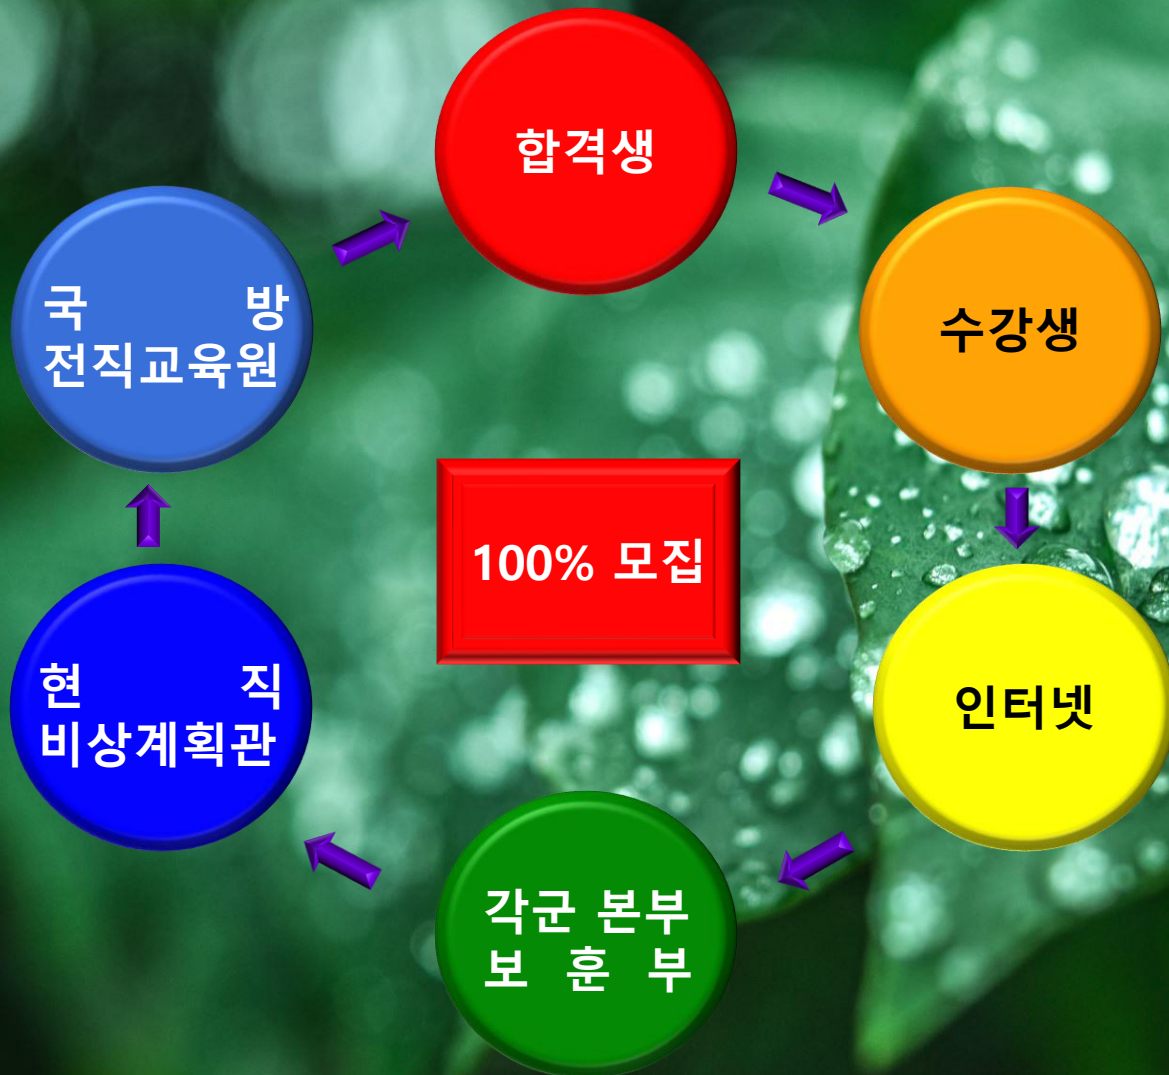 합격생
수강생
인터넷
각군 본부
보 훈 부
현 직
비상계획관
국 방
전직교육원
100% 모집